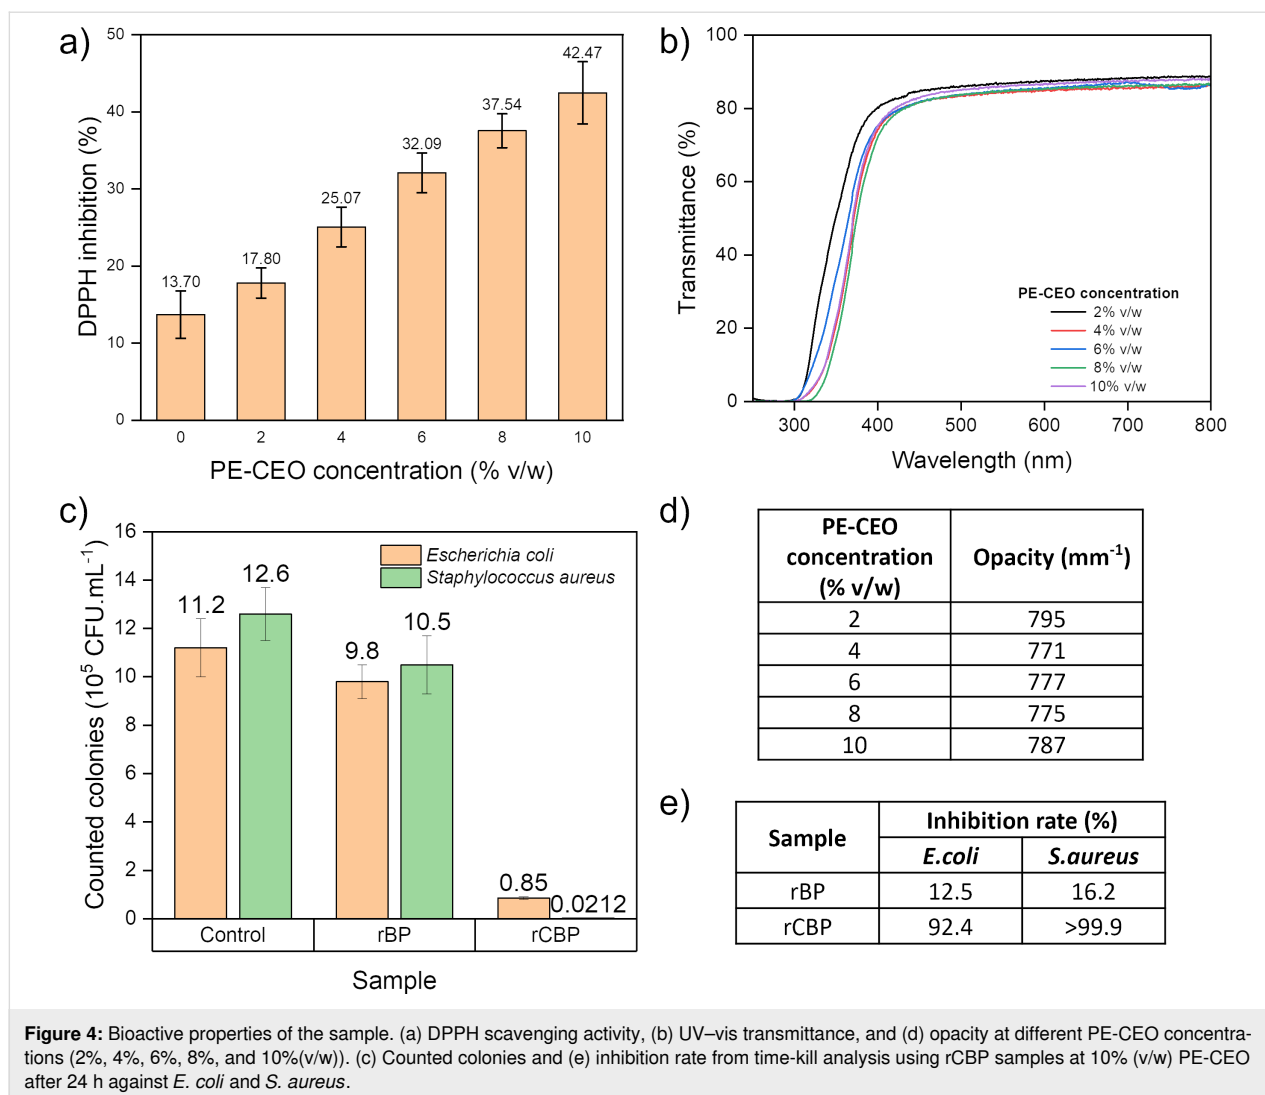 a)
50
40
30
20
10
0
DPPH inhibition (%)
13.70
17.80
25.07
32.09
37.54
42.47
0 2 4 6 8 10
PE-CEO concentration (% v/w)
b)
100
80
60
40
20
0
Transmittance (%)
PE-CEO concentration
2% v/w
4% v/w
6% v/w
8% v/w
10% v/w
300 400 500 600 700 800
Wavelength (nm)
c)
16
14
12
10
8
6
4
2
0
Counted colonies (10⁵ CFU.mL⁻¹)
Escherichia coli
Staphylococcus aureus
11.2
12.6
9.8
10.5
0.85
0.0212
Control rBP rCBP
Sample
d)
PE-CEO
concentration
(% v/w)
Opacity (mm⁻¹)
2 795
4 771
6 777
8 775
10 787
e)
Sample
Inhibition rate (%)
E.coli S.aureus
rBP 12.5 16.2
rCBP 92.4 >99.9
Figure 4: Bioactive properties of the sample. (a) DPPH scavenging activity, (b) UV–vis transmittance, and (d) opacity at different PE-CEO concentra-
tions (2%, 4%, 6%, 8%, and 10%(v/w)). (c) Counted colonies and (e) inhibition rate from time-kill analysis using rCBP samples at 10% (v/w) PE-CEO
after 24 h against E. coli and S. aureus.